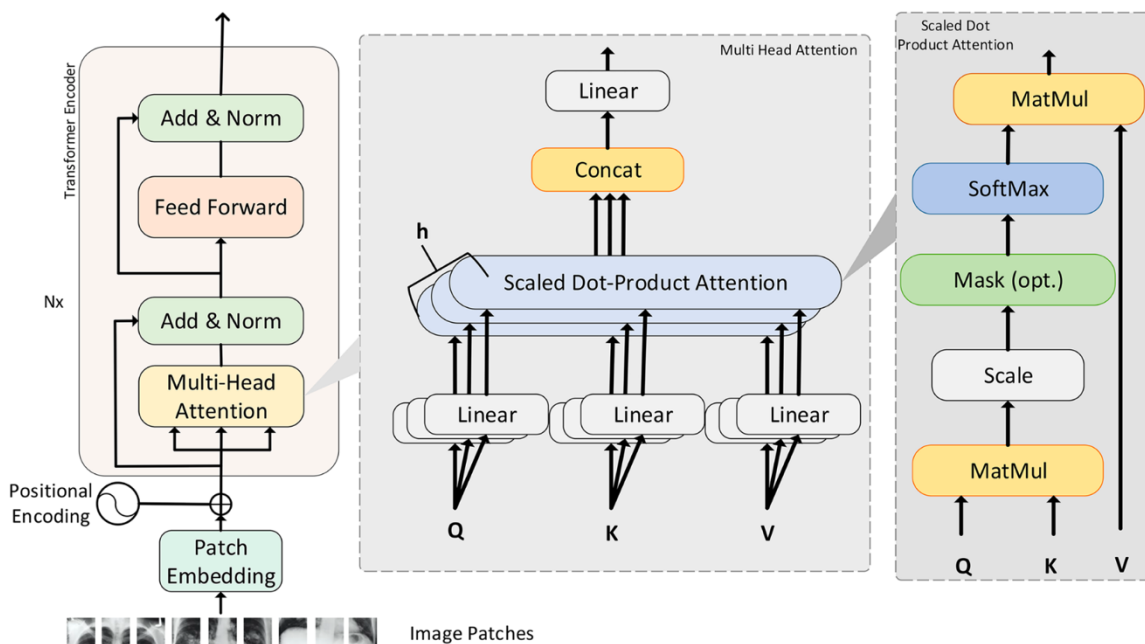 Transformer Encoder
Add & Norm
Feed Forward
Nx
Add & Norm
Multi-Head
Attention
Positional
Encoding
Patch
Embedding
Image Patches
Multi Head Attention
Linear
Concat
h
Scaled Dot-Product Attention
Linear
Linear
Linear
Q
K
V
Scaled Dot
Product Attention
MatMul
SoftMax
Mask (opt.)
Scale
MatMul
Q
K
V